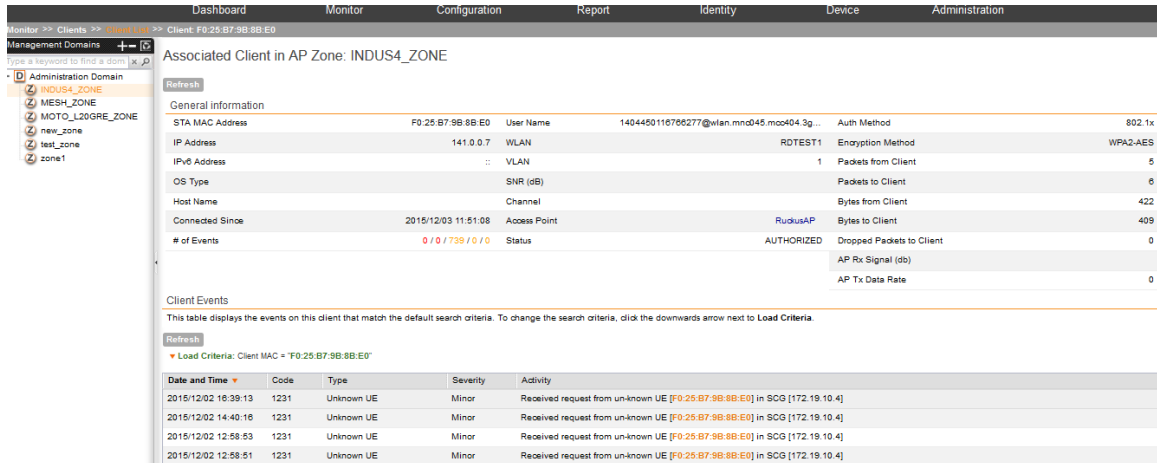 Dashboard Monitor Configuration Report Identity Device Administration
Monitor >> Clients >> Client List >> Client: F0:25:B7:9B:8B:E0
Management Domains
Type a keyword to find a dom
D Administration Domain
Z INDUS4_ZONE
Z MESH_ZONE
Z MOTO_L20GRE_ZONE
Z new_zone
Z test_zone
Z zone1
Associated Client in AP Zone: INDUS4_ZONE
Refresh
General information
STA MAC Address F0:25:B7:9B:8B:E0 User Name 1404450116766277@wlan.mnc045.mcc404.3g... Auth Method 802.1x
IP Address 141.0.0.7 WLAN RDTEST1 Encryption Method WPA2-AES
IPv6 Address :: VLAN 1 Packets from Client 5
OS Type SNR (dB) Packets to Client 6
Host Name Channel Bytes from Client 422
Connected Since 2015/12/03 11:51:08 Access Point RuckusAP Bytes to Client 409
# of Events 0 / 0 / 739 / 0 / 0 Status AUTHORIZED Dropped Packets to Client 0
AP Rx Signal (db)
AP Tx Data Rate 0
Client Events
This table displays the events on this client that match the default search criteria. To change the search criteria, click the downwards arrow next to Load Criteria.
Refresh
Load Criteria: Client MAC = "F0:25:B7:9B:8B:E0"
Date and Time Code Type Severity Activity
2015/12/02 16:39:13 1231 Unknown UE Minor Received request from un-known UE [F0:25:B7:9B:8B:E0] in SCG [172.19.10.4]
2015/12/02 14:40:16 1231 Unknown UE Minor Received request from un-known UE [F0:25:B7:9B:8B:E0] in SCG [172.19.10.4]
2015/12/02 12:58:53 1231 Unknown UE Minor Received request from un-known UE [F0:25:B7:9B:8B:E0] in SCG [172.19.10.4]
2015/12/02 12:58:51 1231 Unknown UE Minor Received request from un-known UE [F0:25:B7:9B:8B:E0] in SCG [172.19.10.4]